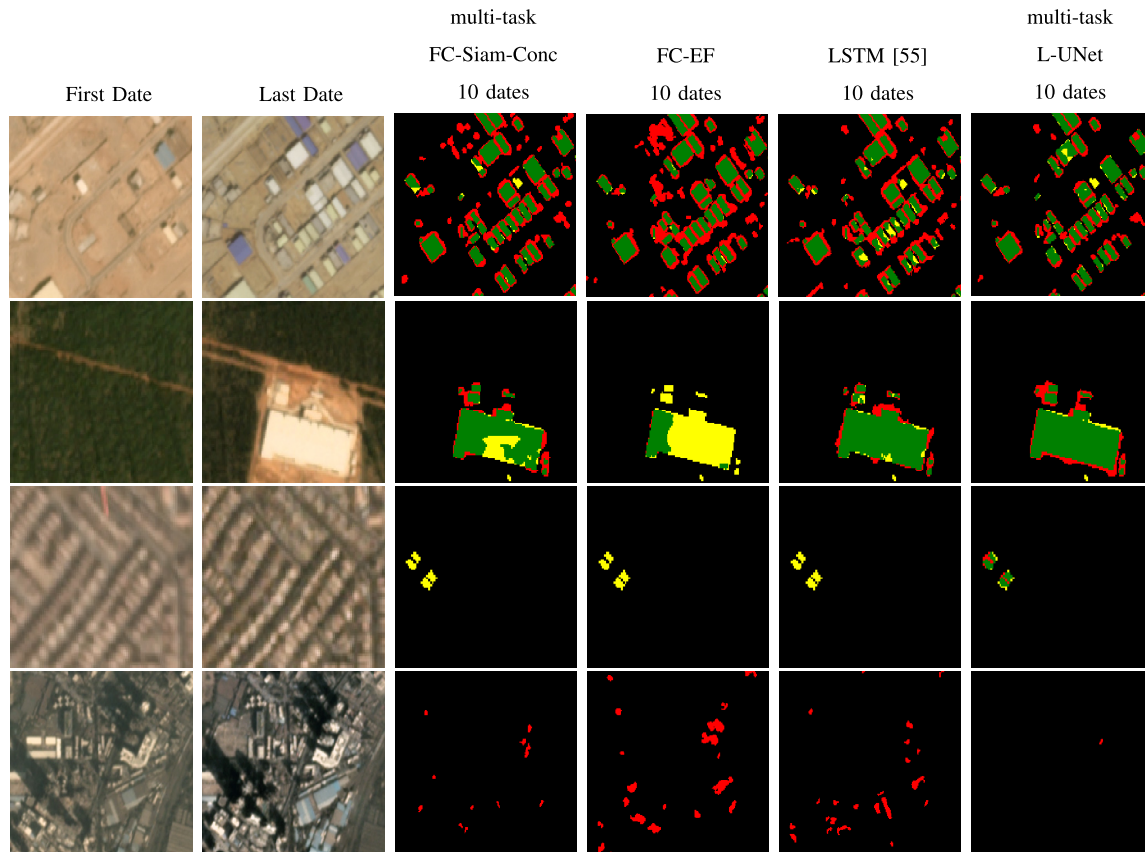 multi-task
multi-task
FC-Siam-Conc
FC-EF
LSTM [55]
L-UNet
First Date
Last Date
10 dates
10 dates
10 dates
10 dates